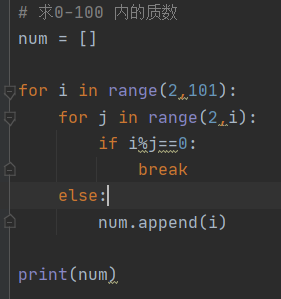 # 求0-100 内的质数
num = []

for i in range(2,101):
    for j in range(2,i):
        if i%j==0:
            break
    else:
        num.append(i)

print(num)